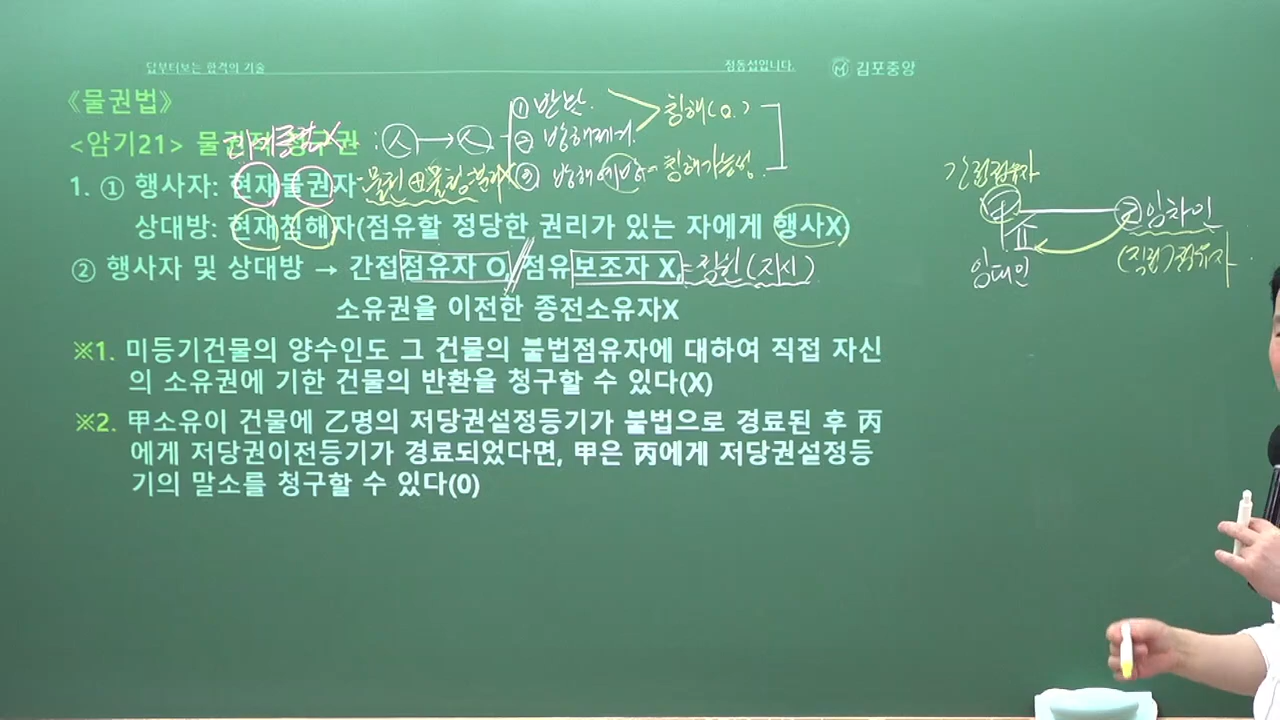 답부터보는 합격의 기술
정동섭입니다.
김포중앙
《물권법》
<암기21> 물권적 청구권
: 人 → 人
① 반환.
② 방해제거.
③ 방해예방
침해(O.)
침해가능성.
1. ① 행사자: 현재물권자
상대방: 현재침해자(점유할 정당한 권리가 있는 자에게 행사X)
② 행사자 및 상대방 → 간접점유자 O, 점유보조자 X,
= 점원(지시)
소유권을 이전한 종전소유자X
※1. 미등기건물의 양수인도 그 건물의 불법점유자에 대하여 직접 자신
의 소유권에 기한 건물의 반환을 청구할 수 있다(X)
※2. 甲소유이 건물에 乙명의 저당권설정등기가 불법으로 경료된 후 丙
에게 저당권이전등기가 경료되었다면, 甲은 丙에게 저당권설정등
기의 말소를 청구할 수 있다(0)
간접점유자
甲
乙 임차인
소
임대인
(직접)점유자